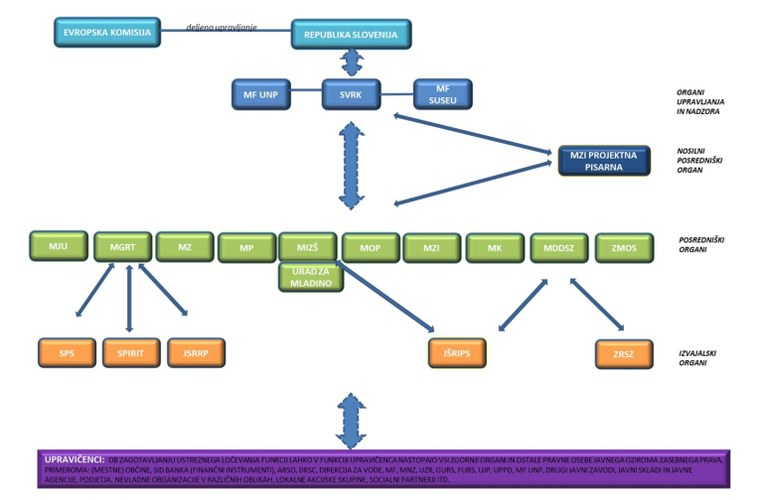 EVROPSKA KOMISIJA
deljeno upravljanje
REPUBLIKA SLOVENIJA
MF UNP
SVRK
MF
SUSEU
ORGANI
UPRAVLJANJA
IN NADZORA
MZI PROJEKTNA
PISARNA
NOSILNI
POSREDNIŠKI
ORGAN
MJU
MGRT
MZ
MP
MIZŠ
MOP
MZI
MK
MDDSZ
ZMOS
POSREDNIŠKI
ORGANI
URAD ZA
MLADINO
SPS
SPIRIT
JSRRP
JŠRIPS
ZRSZ
IZVAJALSKI
ORGANI
UPRAVIČENCI: OB ZAGOTAVLJANJU USTREZNEGA LOČEVANJA FUNKCIJ LAHKO V FUNKCIJI UPRAVIČENCA NASTOPAJO VSI ZGORNJI ORGANI IN OSTALE PRAVNE OSEBE JAVNEGA OZIROMA ZASEBNEGA PRAVA,
PRIMEROMA: (MESTNE) OBČINE, SID BANKA (FINANČNI INSTRUMENTI), ARSO, DRSC, DIREKCIJA ZA VODE, MF, MNZ, UZR, GURS, FURS, UJP, UPPD, MF UNP, DRUGI JAVNI ZAVODI, JAVNI SKLADI IN JAVNE
AGENCIJE, PODJETJA, NEVLADNE ORGANIZACIJE V RAZLIČNIH OBLIKAH, LOKALNE AKCIJSKE SKUPINE, SOCIALNI PARTNERJI ITD.